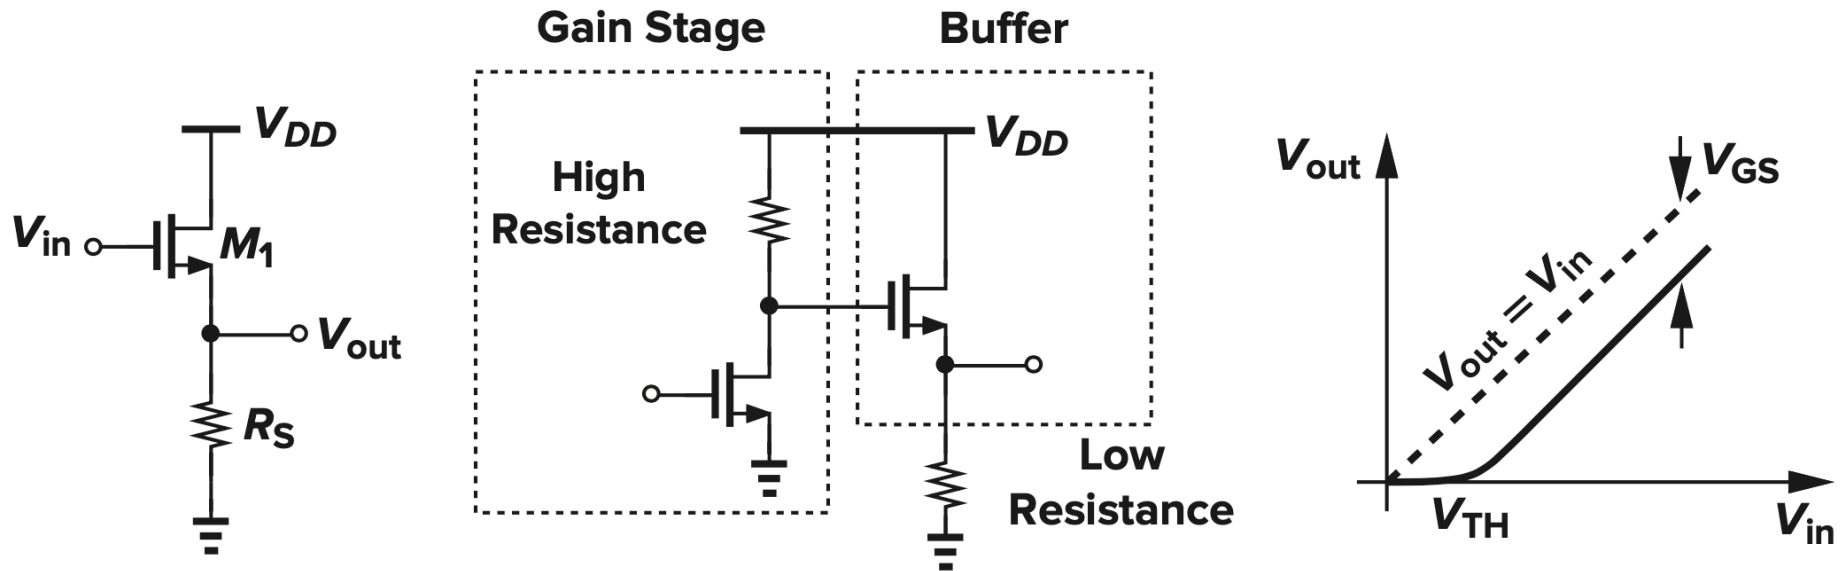 V_DD
V_in
M_1
V_out
R_S
Gain Stage
Buffer
V_DD
High
Resistance
Low
Resistance
V_out
V_GS
V_out = V_in
V_TH
V_in